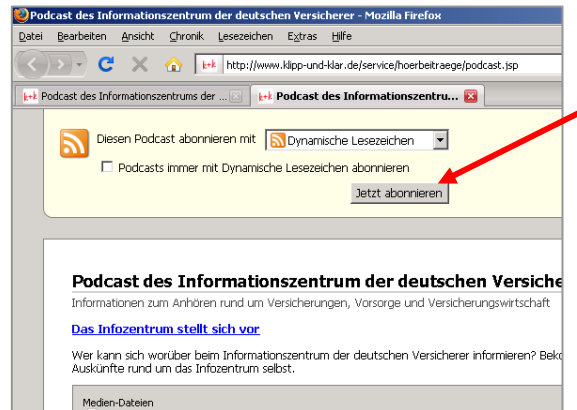 Podcast des Informationszentrum der deutschen Versicherer - Mozilla Firefox
Datei Bearbeiten Ansicht Chronik Lesezeichen Extras Hilfe
k+k http://www.klipp-und-klar.de/service/hoerbeitraege/podcast.jsp
k+k Podcast des Informationszentrums der ... k+k Podcast des Informationszentru...
Diesen Podcast abonnieren mit Dynamische Lesezeichen
Podcasts immer mit Dynamische Lesezeichen abonnieren
Jetzt abonnieren
Podcast des Informationszentrum der deutschen Versiche
Informationen zum Anhören rund um Versicherungen, Vorsorge und Versicherungswirtschaft
Das Infozentrum stellt sich vor
Wer kann sich worüber beim Informationszentrum der deutschen Versicherer informieren? Beko
Auskünfte rund um das Infozentrum selbst.
Medien-Dateien